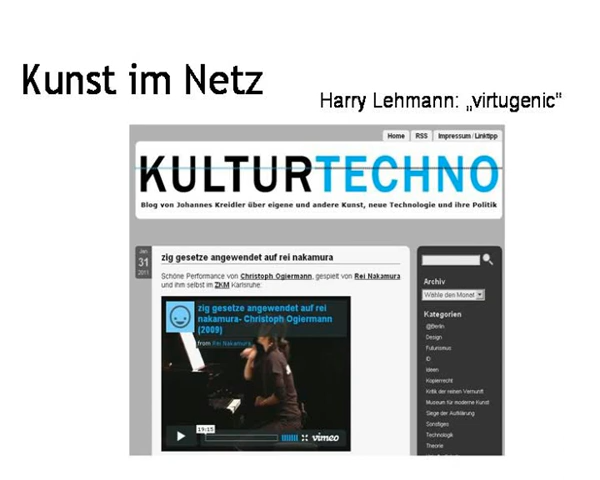 Kunst im Netz
Harry Lehmann: „virtugenic“
Home RSS Impressum / Linktipp
KULTURTECHNO
Blog von Johannes Kreidler über eigene und andere Kunst, neue Technologie und ihre Politik
Jan.
31
2011
zig gesetze angewendet auf rei nakamura
Schöne Performance von Christoph Ogiermann, gespielt von Rei Nakamura
und ihm selbst im ZKM Karlsruhe:
zig gesetze angewendet auf rei
nakamura- Christoph Ogiermann
(2009)
from Rei Nakamura
19:15
vimeo
Archiv
Wähle den Monat
Kategorien
@Berlin
Design
Futurismus
ID
Ideen
Kopierrecht
Kritik der reinen Vernunft
Museum für moderne Kunst
Siege der Aufklärung
Sonstiges
Technologik
Theorie